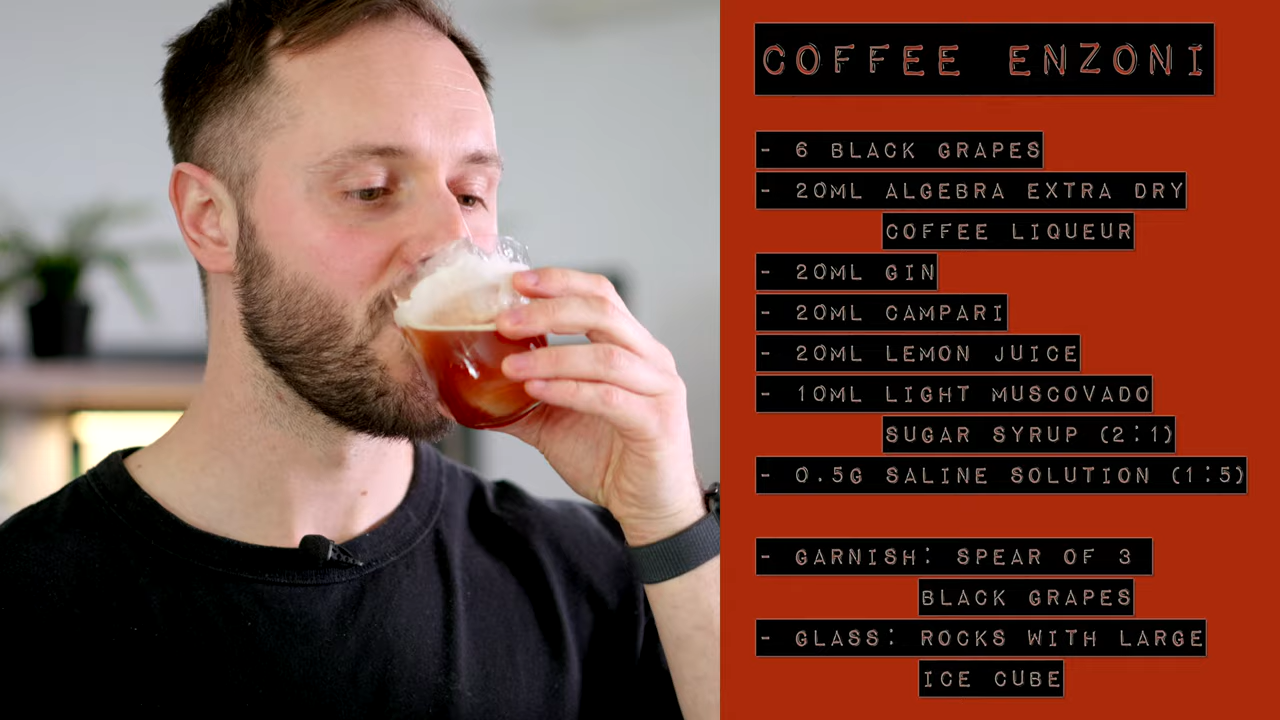 COFFEE ENZONI
- 6 BLACK GRAPES
- 20ML ALGEBRA EXTRA DRY
COFFEE LIQUEUR
- 20ML GIN
- 20ML CAMPARI
- 20ML LEMON JUICE
- 10ML LIGHT MUSCOVADO
SUGAR SYRUP (2:1)
- 0.5G SALINE SOLUTION (1:5)
- GARNISH: SPEAR OF 3
BLACK GRAPES
- GLASS: ROCKS WITH LARGE
ICE CUBE